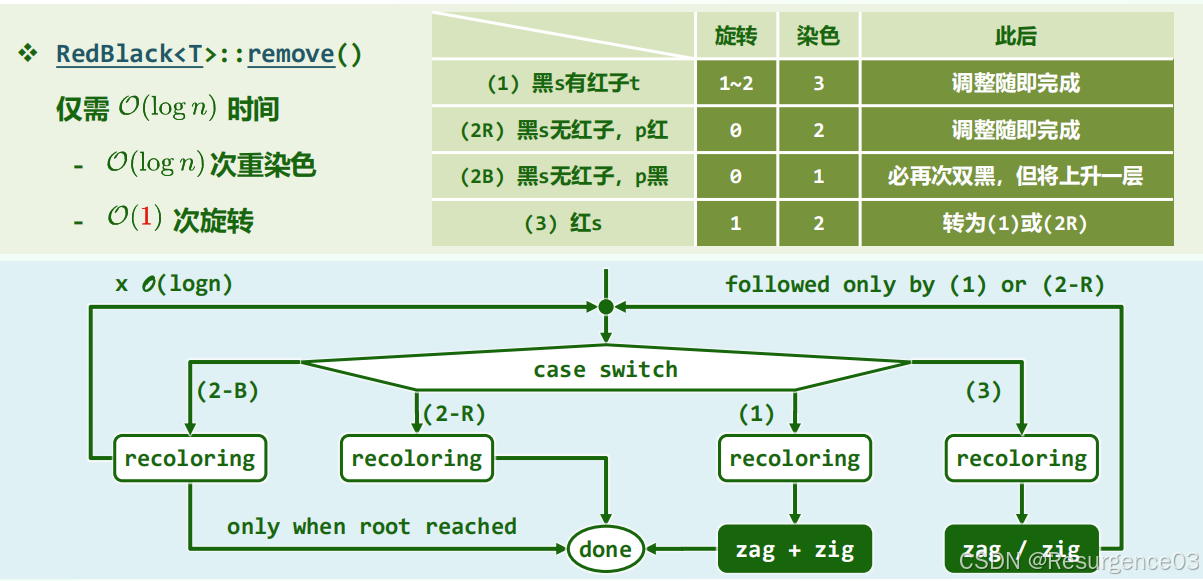 ❖ RedBlack<T>::remove()
仅需 𝒪(log n) 时间
- 𝒪(log n)次重染色
- 𝒪(1) 次旋转
旋转 染色 此后
(1) 黑s有红子t 1~2 3 调整随即完成
(2R) 黑s无红子，p红 0 2 调整随即完成
(2B) 黑s无红子，p黑 0 1 必再次双黑，但将上升一层
(3) 红s 1 2 转为(1)或(2R)
x 𝒪(logn)
followed only by (1) or (2-R)
case switch
(2-B) (2-R) (1) (3)
recoloring recoloring recoloring recoloring
only when root reached
done zag + zig zag / zig
CSDN @Resurgence03